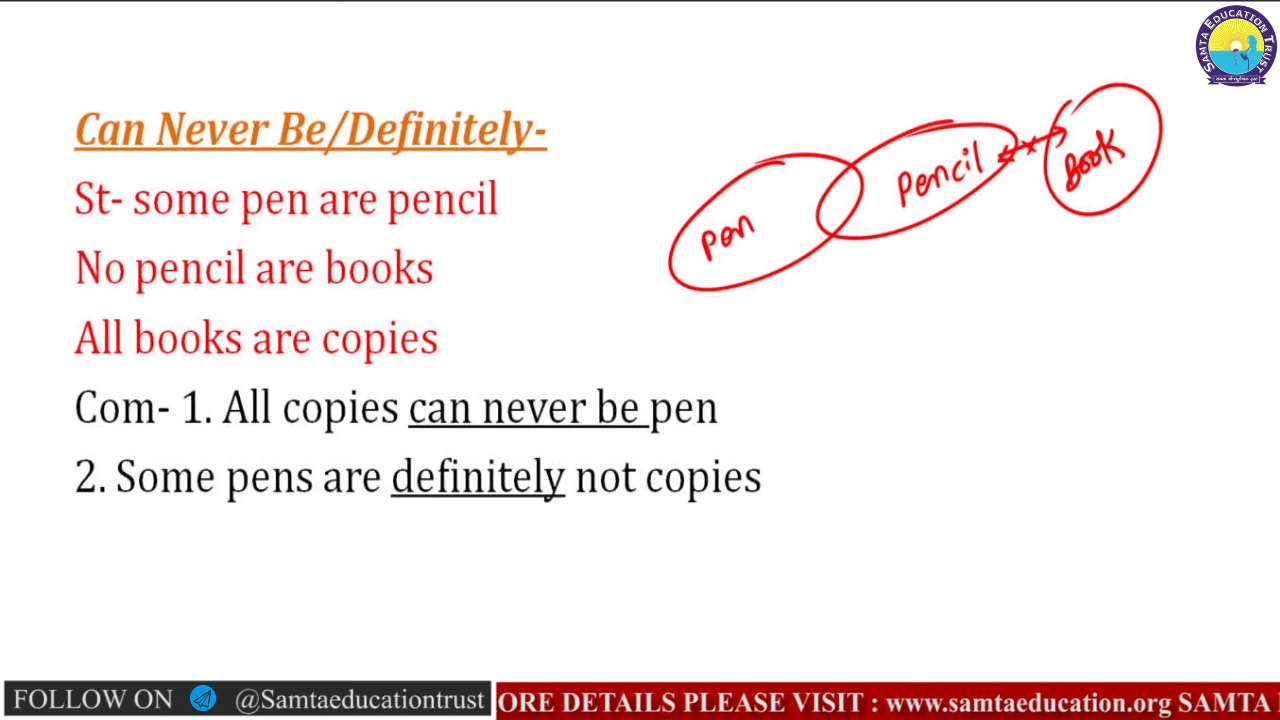 SAMTA EDUCATION TRUST
Can Never Be/Definitely-
St- some pen are pencil
No pencil are books
All books are copies
Com- 1. All copies can never be pen
2. Some pens are definitely not copies
pen
pencil
Book
FOLLOW ON @Samtaeducationtrust
ORE DETAILS PLEASE VISIT : www.samtaeducation.org SAMTA